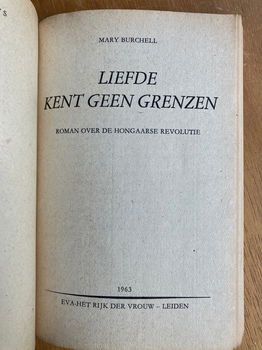 MARY BURCHELL
LIEFDE
KENT GEEN GRENZEN
ROMAN OVER DE HONGAARSE REVOLUTIE
1963
EVA-HET RIJK DER VROUW – LEIDEN